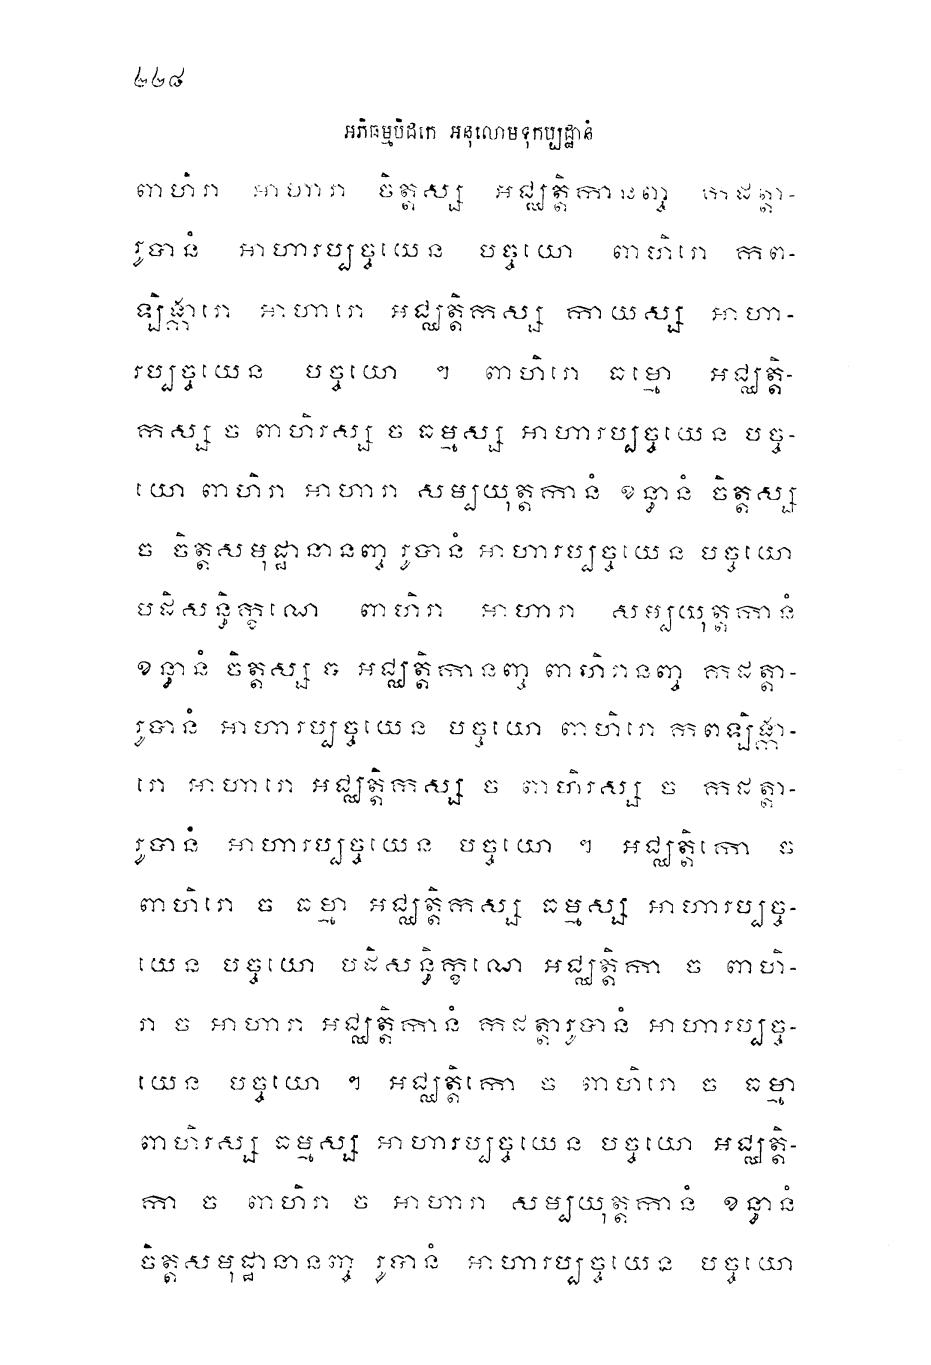 ២២៨
អភិធម្មបិដកេ អនុលោមទុកប្បដ្ឋានំ
ពាហិរា អាហារា ចិត្តស្ស អជ្ឈត្តិកានញ្ច កដត្តា-
រូបានំ អាហារប្បច្ចយេន បច្ចយោ ពាហិរោ កព-
ឡិង្ការោ អាហារោ អជ្ឈត្តិកស្ស កាយស្ស អាហា-
រប្បច្ចយេន បច្ចយោ ។ ពាហិរោ ធម្មោ អជ្ឈត្តិ-
កស្ស ច ពាហិរស្ស ច ធម្មស្ស អាហារប្បច្ចយេន បច្ច-
យោ ពាហិរា អាហារា សម្បយុត្តកានំ ខន្ធានំ ចិត្តស្ស
ច ចិត្តសមុដ្ឋានានញ្ច រូបានំ អាហារប្បច្ចយេន បច្ចយោ
បដិសន្ធិក្ខណេ ពាហិរា អាហារា សម្បយុត្តកានំ
ខន្ធានំ ចិត្តស្ស ច អជ្ឈត្តិកានញ្ច ពាហិរានញ្ច កដត្តា-
រូបានំ អាហារប្បច្ចយេន បច្ចយោ ពាហិរោ កពឡិង្ការ-
រោ អាហារោ អជ្ឈត្តិកស្ស ច ពាហិរស្ស ច កដត្តា-
រូបានំ អាហារប្បច្ចយេន បច្ចយោ ។ អជ្ឈត្តិកោ ច
ពាហិរោ ច ធម្មា អជ្ឈត្តិកស្ស ធម្មស្ស អាហារប្បច្ច-
យេន បច្ចយោ បដិសន្ធិក្ខណេ អជ្ឈត្តិកា ច ពាហិ-
រា ច អាហារា អជ្ឈត្តិកានំ កដត្តារូបានំ អាហារប្បច្ច-
យេន បច្ចយោ ។ អជ្ឈត្តិកោ ច ពាហិរោ ច ធម្មា
ពាហិរស្ស ធម្មស្ស អាហារប្បច្ចយេន បច្ចយោ អជ្ឈត្តិ-
កា ច ពាហិរា ច អាហារា សម្បយុត្តកានំ ខន្ធានំ
ចិត្តសមុដ្ឋានានញ្ច រូបានំ អាហារប្បច្ចយេន បច្ចយោ